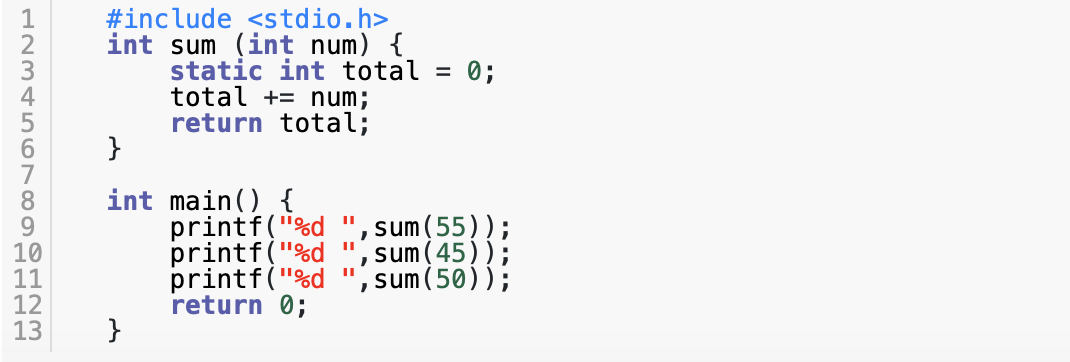 1 #include <stdio.h>
2 int sum (int num) {
3     static int total = 0;
4     total += num;
5     return total;
6 }
7
8 int main() {
9     printf("%d ",sum(55));
10     printf("%d ",sum(45));
11     printf("%d ",sum(50));
12     return 0;
13 }